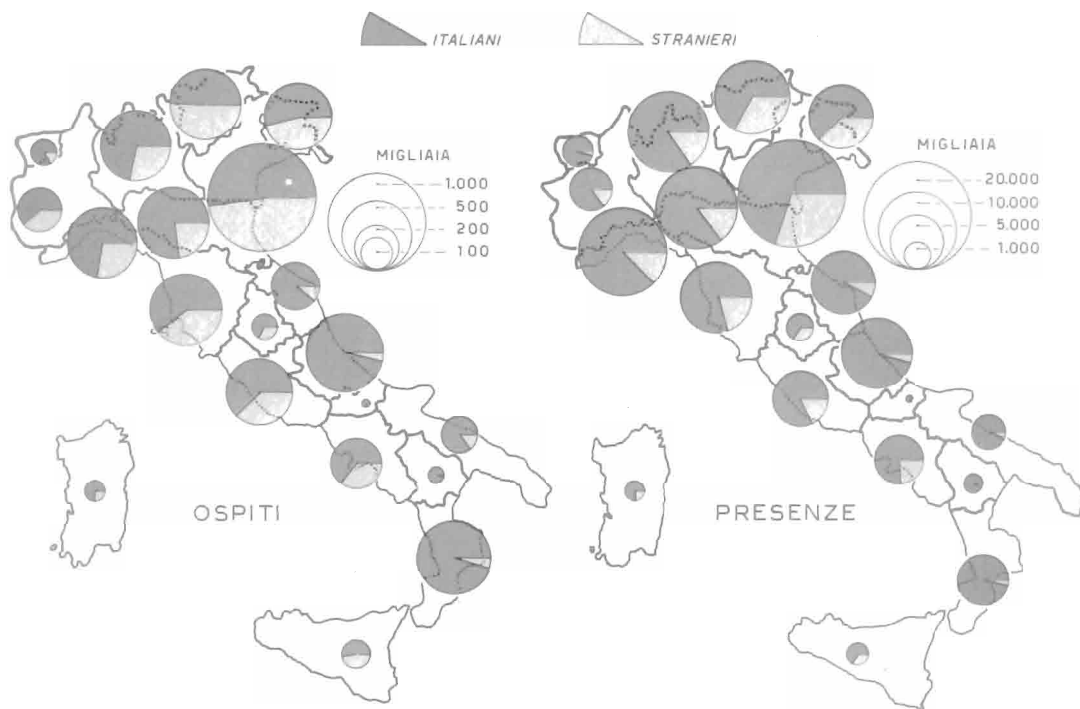 ITALIANI
STRANIERI
MIGLIAIA
1.000
500
200
100
MIGLIAIA
20.000
10.000
5.000
1.000
OSPITI
PRESENZE